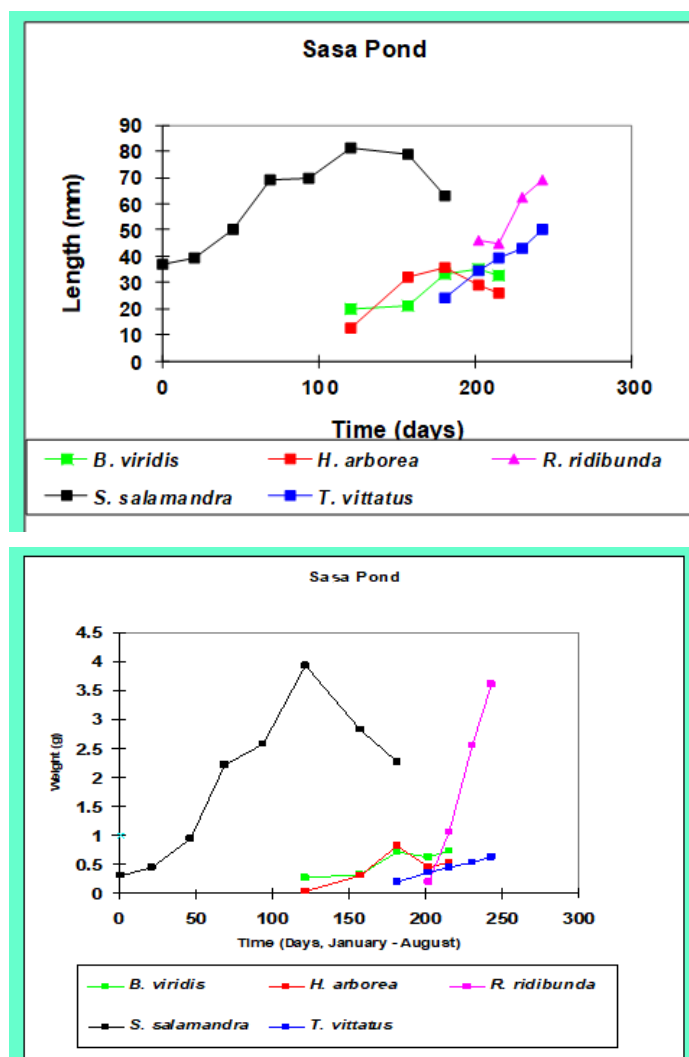 Sasa Pond
Length (mm)
90
80
70
60
50
40
30
20
10
0
0 100 200 300
Time (days)
B. viridis H. arborea R. ridibunda
S. salamandra T. vittatus
Sasa Pond
Weight (g)
4.5
4
3.5
3
2.5
2
1.5
1
0.5
0
0 50 100 150 200 250 300
Time (Days, January - August)
B. viridis H. arborea R. ridibunda
S. salamandra T. vittatus